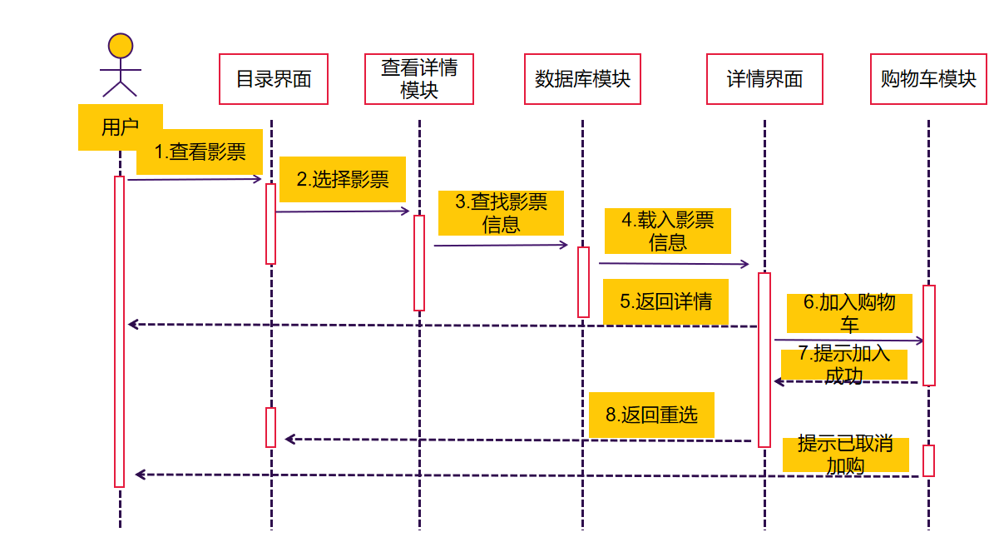 目录界面
查看详情
模块
数据库模块
详情界面
购物车模块
用户
1.查看影票
2.选择影票
3.查找影票
信息
4.载入影票
信息
5.返回详情
6.加入购物
车
7.提示加入
成功
8.返回重选
提示已取消
加购